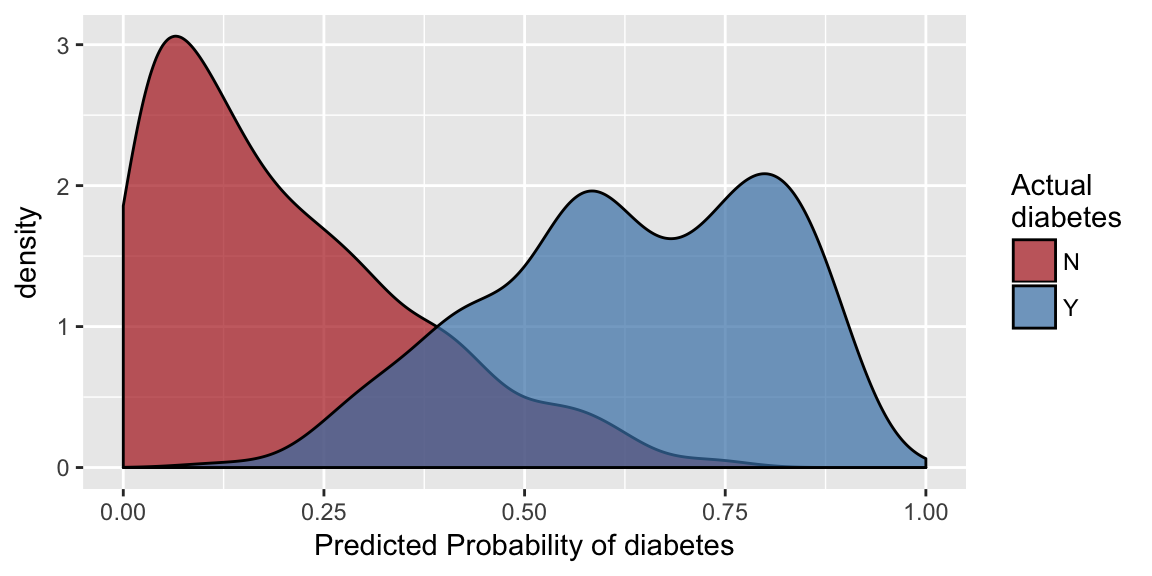 3
2
1
0
density
0.00
0.25
0.50
0.75
1.00
Predicted Probability of diabetes
Actual
diabetes
N
Y